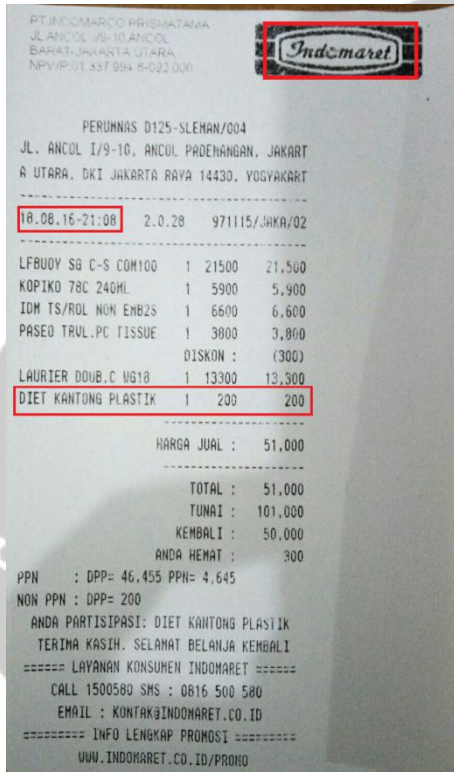 PT.INDOMARCO PRISMATAMA
JL.ANCOL I/9-10,ANCOL
BARAT-JAKARTA UTARA
NPWP:01.337.994.6-092.000
Indomaret
PERUMNAS D125-SLEMAN/004
JL. ANCOL I/9-10, ANCOL PADEMANGAN, JAKART
A UTARA, DKI JAKARTA RAYA 14430, YOGYAKART
18.08.16-21:08 2.0.28 971115/JAKA/02
LFBUOY SG C-S COM100 1 21500 21,500
KOPIKO 78C 240ML 1 5900 5,900
IDM TS/ROL NON EMB2S 1 6600 6,600
PASEO TRVL.PC TISSUE 1 3800 3,800
DISKON : (300)
LAURIER DOUB.C WG18 1 13300 13,300
DIET KANTONG PLASTIK 1 200 200
HARGA JUAL : 51,000
TOTAL : 51,000
TUNAI : 101,000
KEMBALI : 50,000
ANDA HEMAT : 300
PPN : DPP= 46,455 PPN= 4,645
NON PPN : DPP= 200
ANDA PARTISIPASI: DIET KANTONG PLASTIK
TERIMA KASIH. SELAMAT BELANJA KEMBALI
====== LAYANAN KONSUMEN INDOMARET ======
CALL 1500580 SMS : 0816 500 580
EMAIL : KONTAK@INDOMARET.CO.ID
========= INFO LENGKAP PROMOSI =========
WWW.INDOMARET.CO.ID/PROMO